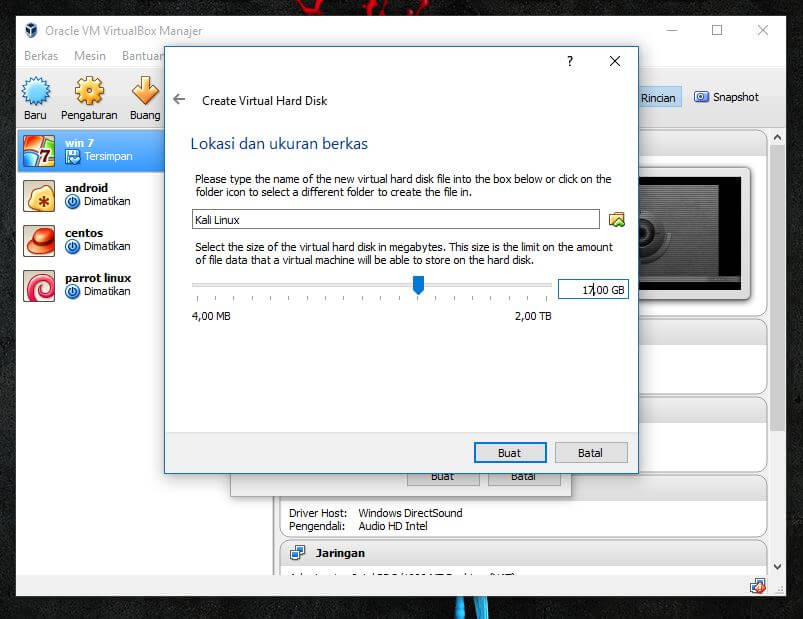 Oracle VM VirtualBox Manajer
Berkas Mesin Bantuan
Baru Pengaturan Buang
Rincian Snapshot
win 7
Tersimpan
android
Dimatikan
centos
Dimatikan
parrot linux
Dimatikan
?
Create Virtual Hard Disk
Lokasi dan ukuran berkas
Please type the name of the new virtual hard disk file into the box below or click on the
folder icon to select a different folder to create the file in.
Kali Linux
Select the size of the virtual hard disk in megabytes. This size is the limit on the amount
of file data that a virtual machine will be able to store on the hard disk.
17,00 GB
4,00 MB 2,00 TB
Buat Batal
Buat Batal
Driver Host: Windows DirectSound
Pengendali: Audio HD Intel
Jaringan